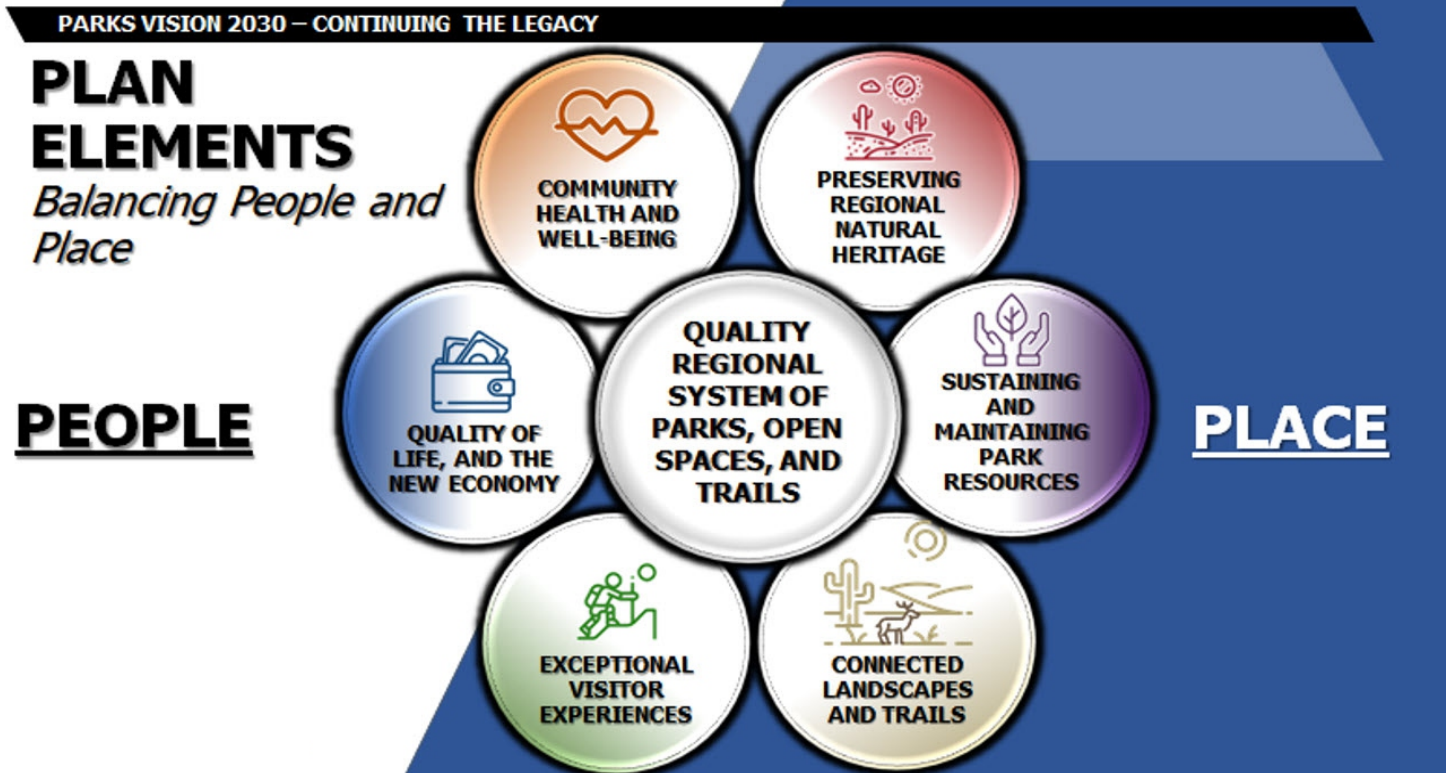 PARKS VISION 2030 – CONTINUING THE LEGACY
PLAN
ELEMENTS
Balancing People and
Place
COMMUNITY
HEALTH AND
WELL-BEING
PRESERVING
REGIONAL
NATURAL
HERITAGE
PEOPLE
QUALITY OF
LIFE, AND THE
NEW ECONOMY
QUALITY
REGIONAL
SYSTEM OF
PARKS, OPEN
SPACES, AND
TRAILS
SUSTAINING
AND
MAINTAINING
PARK
RESOURCES
PLACE
EXCEPTIONAL
VISITOR
EXPERIENCES
CONNECTED
LANDSCAPES
AND TRAILS